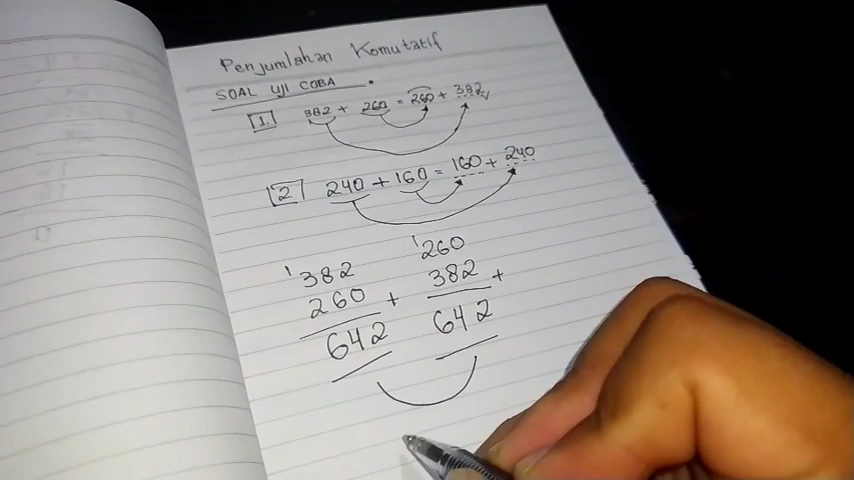 Penjumlahan Komutatif
SOAL UJI COBA
1. 382 + 260 = 260 + 382
2 240 + 160 = 160 + 240
1 382
260 +
642
1 260
382 +
642